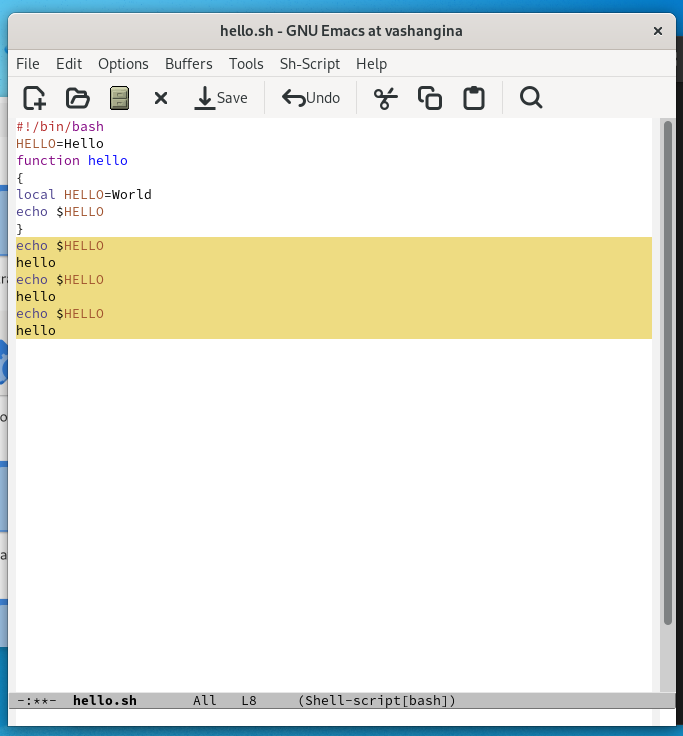 hello.sh - GNU Emacs at vashangina
File Edit Options Buffers Tools Sh-Script Help
Save Undo
#!/bin/bash
HELLO=Hello
function hello
{
local HELLO=World
echo $HELLO
}
echo $HELLO
hello
echo $HELLO
hello
echo $HELLO
hello
-:**- hello.sh All L8 (Shell-script[bash])